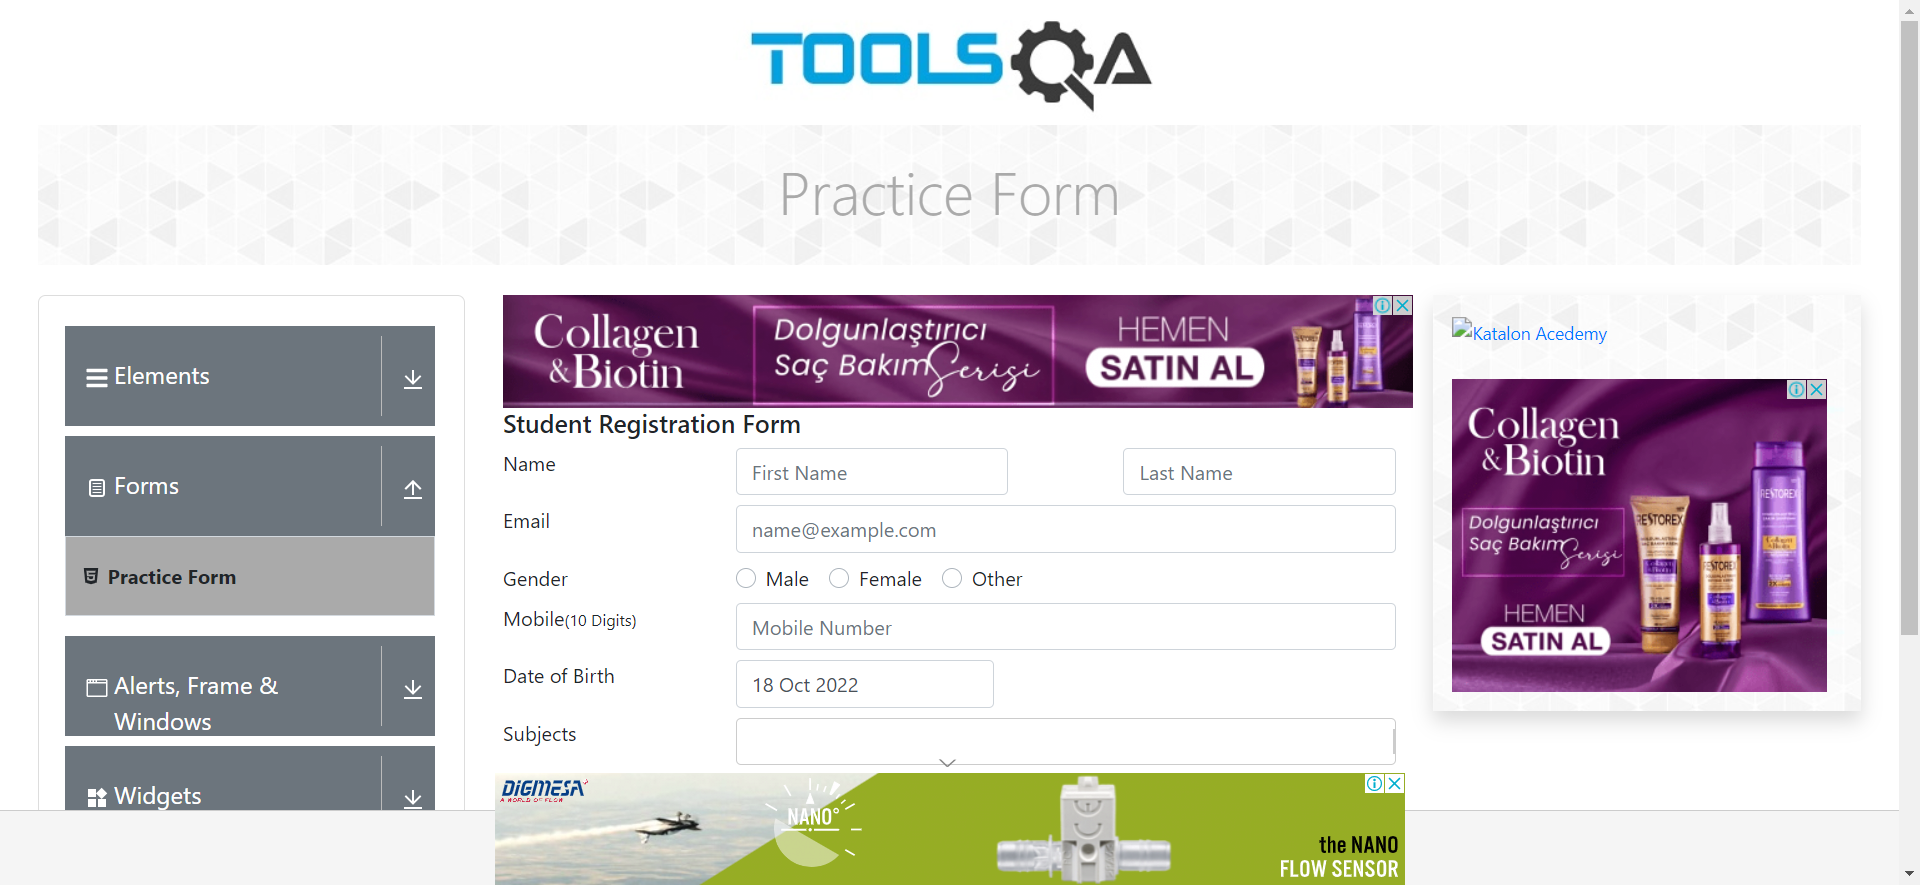 TOOLSQA
Practice Form
Elements
Forms
Practice Form
Alerts, Frame &
Windows
Widgets
Collagen
&Biotin
Dolgunlaştırıcı
Saç Bakım Serisi
HEMEN
SATIN AL
Student Registration Form
Name
First Name
Last Name
Email
name@example.com
Gender
Male
Female
Other
Mobile(10 Digits)
Mobile Number
Date of Birth
18 Oct 2022
Subjects
Katalon Acedemy
Collagen
&Biotin
Dolgunlaştırıcı
Saç Bakım Serisi
HEMEN
SATIN AL
RESTOREX
RESTOREX
RESTOREX
DIGMESA
A WORLD OF FLOW
NANO°
the NANO
FLOW SENSOR